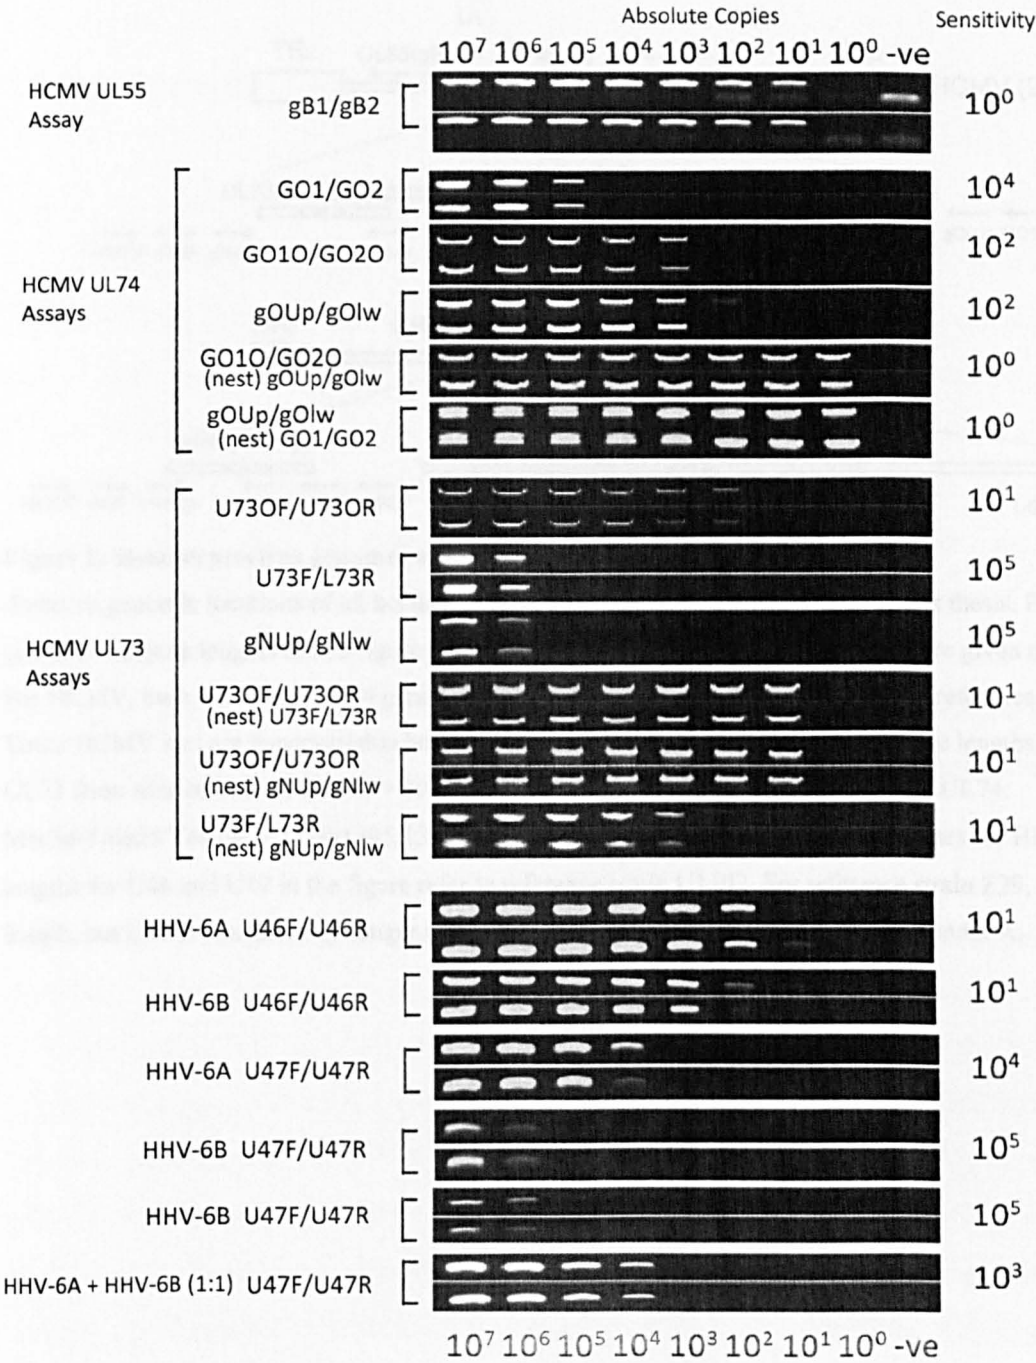 Absolute Copies Sensitivity
10⁷ 10⁶ 10⁵ 10⁴ 10³ 10² 10¹ 10⁰ -ve
HCMV UL55 Assay
gB1/gB2 10⁰
HCMV UL74 Assays
GO1/GO2 10⁴
GO1O/GO2O 10²
gOUp/gOlw 10²
GO1O/GO2O
(nest) gOUp/gOlw 10⁰
gOUp/gOlw
(nest) GO1/GO2 10⁰
HCMV UL73 Assays
U73OF/U73OR 10¹
U73F/L73R 10⁵
gNUp/gNlw 10⁵
U73OF/U73OR
(nest) U73F/L73R 10¹
U73OF/U73OR
(nest) gNUp/gNlw 10¹
U73F/L73R
(nest) gNUp/gNlw 10¹
HHV-6A U46F/U46R 10¹
HHV-6B U46F/U46R 10¹
HHV-6A U47F/U47R 10⁴
HHV-6B U47F/U47R 10⁵
HHV-6B U47F/U47R 10⁵
HHV-6A + HHV-6B (1:1) U47F/U47R 10³
10⁷ 10⁶ 10⁵ 10⁴ 10³ 10² 10¹ 10⁰ -ve